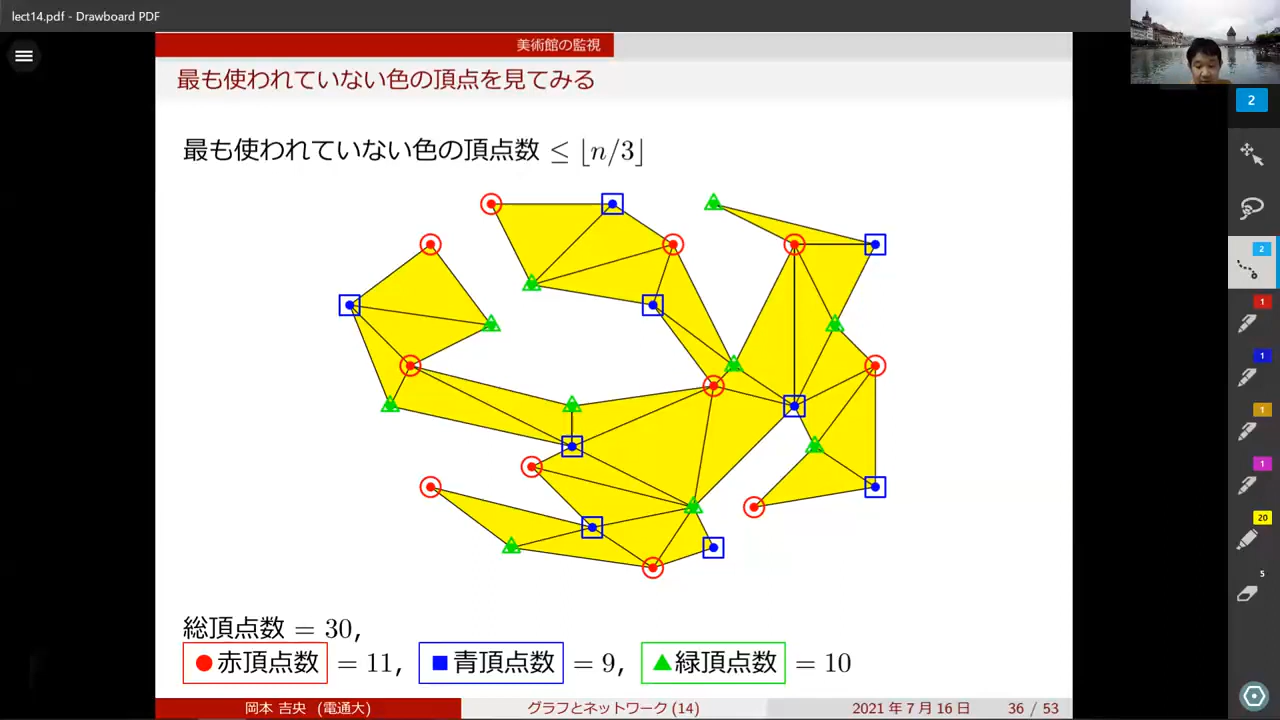 lect14.pdf - Drawboard PDF
美術館の監視
最も使われていない色の頂点を見てみる
最も使われていない色の頂点数 ≤ ⌊n/3⌋
総頂点数 = 30,
赤頂点数 = 11, 青頂点数 = 9, 緑頂点数 = 10
岡本 吉央 (電通大) グラフとネットワーク (14) 2021 年 7 月 16 日 36 / 53
2
2
1
1
1
1
20
5